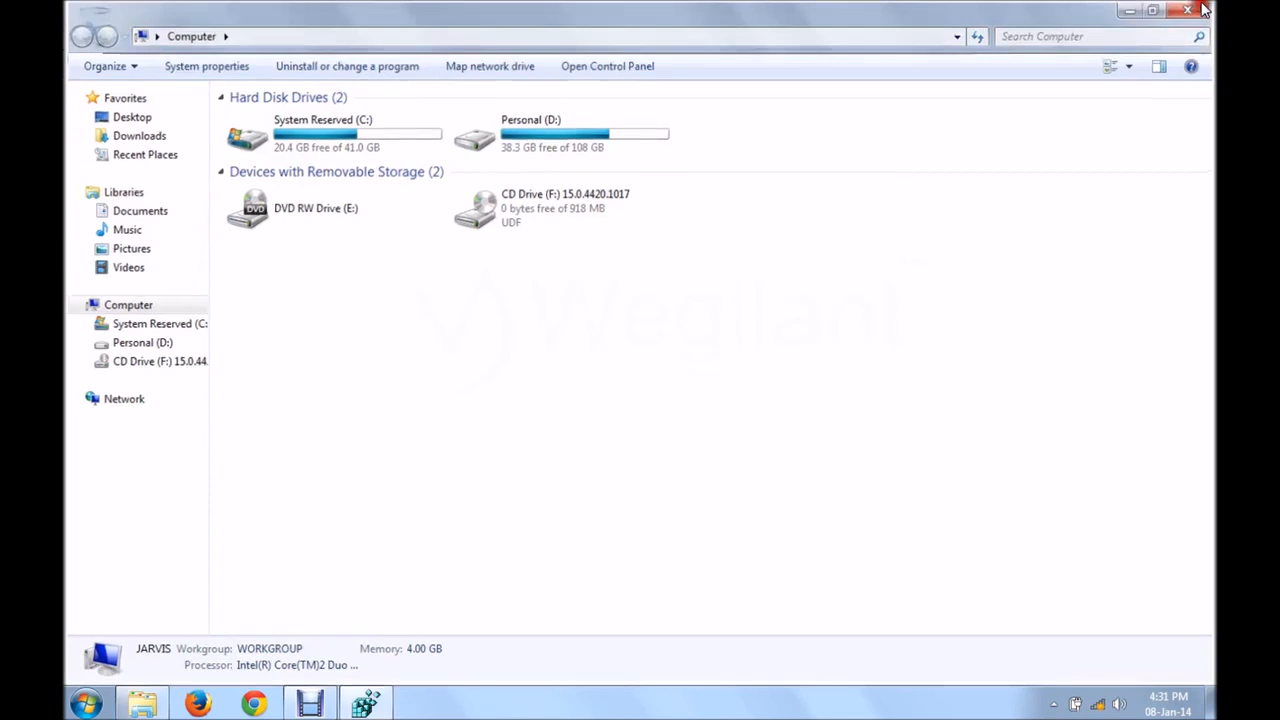 Computer
Search Computer
Organize
System properties
Uninstall or change a program
Map network drive
Open Control Panel
Favorites
Desktop
Downloads
Recent Places
Libraries
Documents
Music
Pictures
Videos
Computer
System Reserved (C:
Personal (D:)
CD Drive (F:) 15.0.44
Network
Hard Disk Drives (2)
System Reserved (C:)
20.4 GB free of 41.0 GB
Personal (D:)
38.3 GB free of 108 GB
Devices with Removable Storage (2)
DVD
DVD RW Drive (E:)
CD Drive (F:) 15.0.4420.1017
0 bytes free of 918 MB
UDF
Wegilant
JARVIS Workgroup: WORKGROUP Memory: 4.00 GB
Processor: Intel(R) Core(TM)2 Duo ...
4:31 PM
08-Jan-14